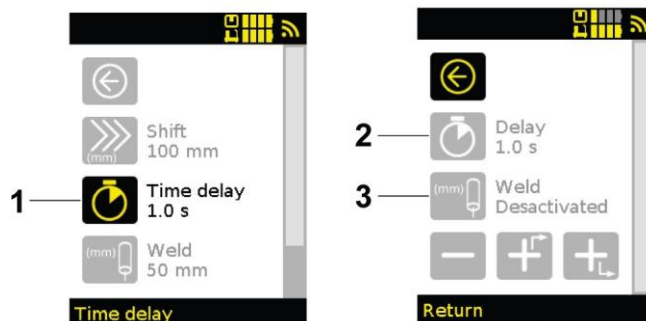 (mm)
Shift
100 mm
1
Time delay
1.0 s
(mm)
Weld
50 mm
Time delay
2
Delay
1.0 s
3
(mm)
Weld
Desactivated
Return